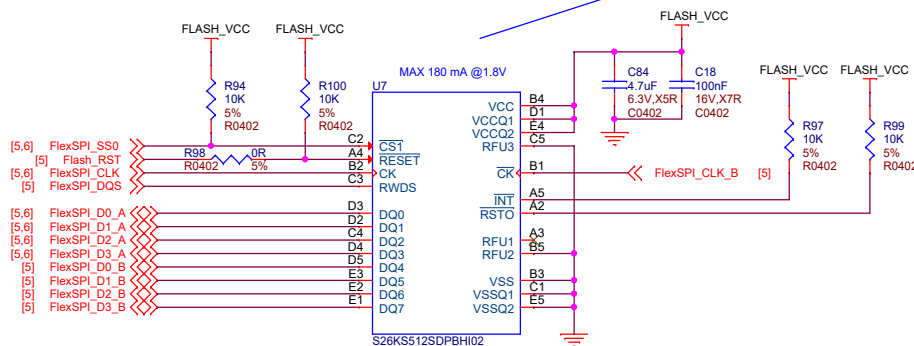 FLASH_VCC
FLASH_VCC
FLASH_VCC
FLASH_VCC
FLASH_VCC
MAX 180 mA @1.8V
U7
R94
10K
5%
R0402
R100
10K
5%
R0402
C84
4.7uF
6.3V,X5R
C0402
C18
100nF
16V,X7R
C0402
R97
10K
5%
R0402
R99
10K
5%
R0402
[5,6] FlexSPI_SS0
[5] Flash_RST
[5,6] FlexSPI_CLK
[5] FlexSPI_DQS
R98 0R
R0402 5%
[5,6] FlexSPI_D0_A
[5,6] FlexSPI_D1_A
[5,6] FlexSPI_D2_A
[5,6] FlexSPI_D3_A
[5] FlexSPI_D0_B
[5] FlexSPI_D1_B
[5] FlexSPI_D2_B
[5] FlexSPI_D3_B
C2 CS1
A4 RESET
B2 CK
C3 RWDS
D3 DQ0
D2 DQ1
C4 DQ2
D4 DQ3
D5 DQ4
E3 DQ5
E2 DQ6
E1 DQ7
VCC B4
VCCQ1 D1
VCCQ2 E4
RFU3 C5
CK B1
INT A5
RSTO A2
RFU1 A3
RFU2 B5
VSS B3
VSSQ1 C1
VSSQ2 E5
FlexSPI_CLK_B [5]
S26KS512SDPBHI02